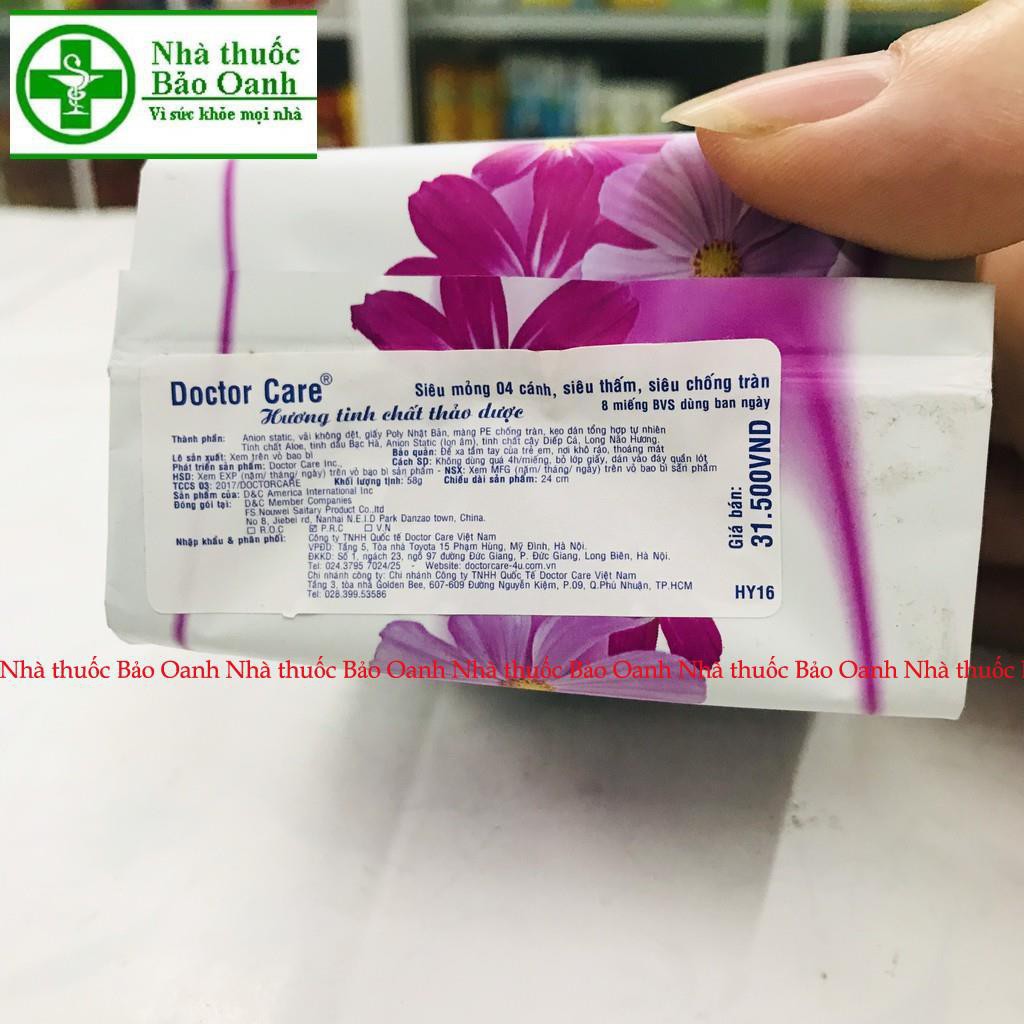 Nhà thuốc
Bảo Oanh
Vì sức khỏe mọi nhà
Doctor Care®
Siêu mỏng 04 cánh, siêu thấm, siêu chống tràn
Hương tinh chất thảo dược
8 miếng BVS dùng ban ngày
Thành phần: Anion static, vải không dệt, giấy Poly Nhật Bản, màng PE chống tràn, keo dán tổng hợp tự nhiên
Tinh chất Aloe, tinh dầu Bạc Hà, Anion Static (Ion âm), tinh chất cây Diếp Cá, Long Não Hương.
Lô sản xuất: Xem trên vỏ bao bì Bảo quản: Để xa tầm tay của trẻ em, nơi khô ráo, thoáng mát
Phát triển sản phẩm: Doctor Care Inc., Cách SD: Không dùng quá 4h/miếng, bỏ lớp giấy, dán vào đáy quần lót
HSD: Xem EXP (năm/ tháng/ ngày) trên vỏ bao bì sản phẩm - NSX: Xem MFG (năm/ tháng/ ngày) trên vỏ bao bì sản phẩm
TCCS 03: 2017/DOCTORCARE Khối lượng tịnh: 58g Chiều dài sản phẩm: 24 cm
Sản phẩm của: D&C America International Inc
Đóng gói tại: D&C Member Companies
FS.Nouwei Saitary Product Co.,ltd
No 8, Jiebei rd, Nanhai N.E.I.D Park Danzao town, China.
☐ R.O.C ☑ P.R.C ☐ V.N
Nhập khẩu & phân phối: Công ty TNHH Quốc tế Doctor Care Việt Nam
VPĐD: Tầng 5, Tòa nhà Toyota 15 Phạm Hùng, Mỹ Đình, Hà Nội.
ĐKKD: Số 1, ngách 23, ngõ 97 đường Đức Giang, P. Đức Giang, Long Biên, Hà Nội.
Tel: 024.3795 7024/25 - Website: doctorcare-4u.com.vn
Chi nhánh công ty: Chi nhánh Công ty TNHH Quốc Tế Doctor Care Việt Nam
Tầng 3, tòa nhà Golden Bee, 607-609 Đường Nguyễn Kiệm, P.09, Q.Phú Nhuận, TP.HCM
Tel: 028.399.53586
Giá bán:
31.500VND
HY16
Nhà thuốc Bảo Oanh Nhà thuốc Bảo Oanh Nhà thuốc Bảo Oanh Nhà thuốc Bảo Oanh Nhà thuốc